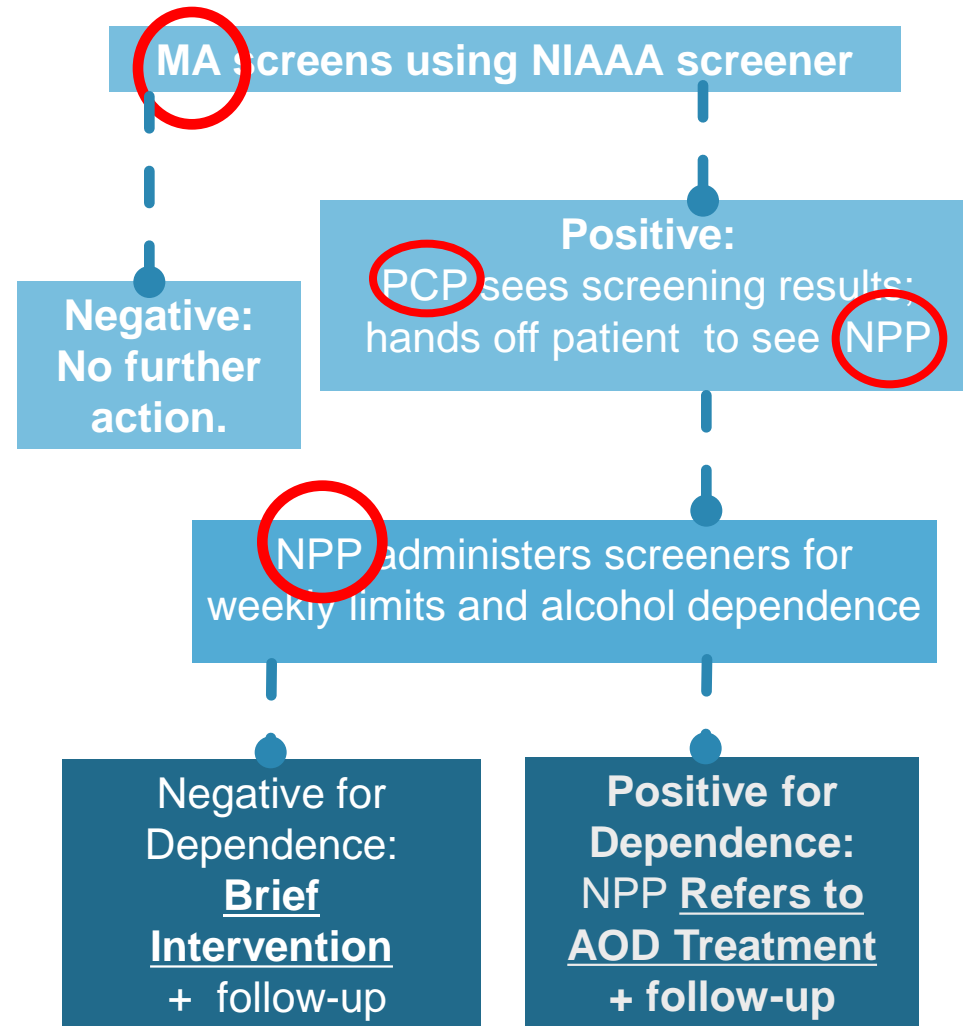 MA screens using NIAAA screener
Positive:
PCP sees screening results;
hands off patient to see NPP
Negative:
No further
action.
NPP administers screeners for
weekly limits and alcohol dependence
Negative for
Dependence:
Brief
Intervention
+ follow-up
Positive for
Dependence:
NPP Refers to
AOD Treatment
+ follow-up